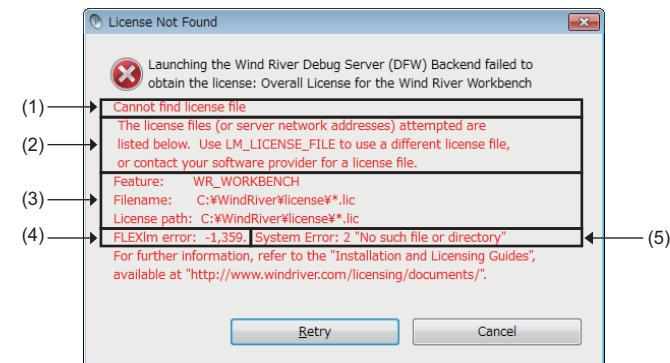 License Not Found
Launching the Wind River Debug Server (DFW) Backend failed to
obtain the license: Overall License for the Wind River Workbench
(1)
Cannot find license file
(2)
The license files (or server network addresses) attempted are
listed below.  Use LM_LICENSE_FILE to use a different license file,
or contact your software provider for a license file.
(3)
Feature: WR_WORKBENCH
Filename: C:¥WindRiver¥license¥*.lic
License path: C:¥WindRiver¥license¥*.lic
(4)
FLEXlm error: -1,359. System Error: 2 "No such file or directory"
(5)
For further information, refer to the "Installation and Licensing Guides",
available at "http://www.windriver.com/licensing/documents/".
Retry
Cancel